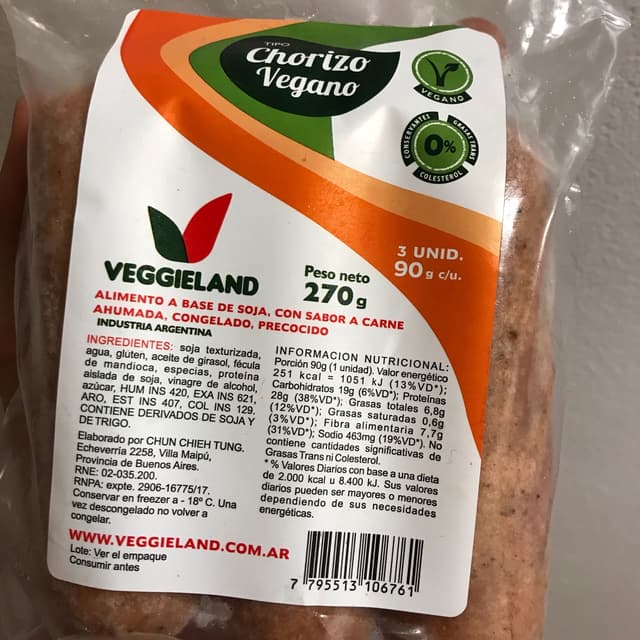 TIPO
Chorizo
Vegano
VEGANO
CONSERVANTES
GRASAS TRANS
0%
COLESTEROL
3 UNID.
90g c/u.
VEGGIELAND
Peso neto
270g
ALIMENTO A BASE DE SOJA, CON SABOR A CARNE
AHUMADA, CONGELADO, PRECOCIDO
INDUSTRIA ARGENTINA
INGREDIENTES: soja texturizada,
agua, glúten, aceite de girasol, fécula
de mandioca, especias, proteína
aislada de soja, vinagre de alcohol,
azúcar, HUM INS 420, EXA INS 621,
ARO, EST INS 407, COL INS 129.
CONTIENE DERIVADOS DE SOJA Y
DE TRIGO.
Elaborado por CHUN CHIEH TUNG.
Echeverría 2258, Villa Maipú,
Provincia de Buenos Aires.
RNE: 02-035.200.
RNPA: expte. 2906-16775/17.
Conservar en freezer a - 18º C. Una
vez descongelado no volver a
congelar.
INFORMACION NUTRICIONAL:
Porción 90g (1 unidad). Valor energético
251 kcal = 1051 kJ (13%VD*);
Carbohidratos 19g (6%VD*); Proteínas
28g (38%VD*); Grasas totales 6,8g
(12%VD*); Grasas saturadas 0,6g
(3%VD*); Fibra alimentaria 7,7g
(31%VD*); Sodio 463mg (19%VD*). No
contiene cantidades significativas de
Grasas Trans ni Colesterol.
* % Valores Diarios con base a una dieta
de 2.000 kcal u 8.400 kJ. Sus valores
diarios pueden ser mayores o menores
dependiendo de sus necesidades
energéticas.
WWW.VEGGIELAND.COM.AR
Lote: Ver el empaque
Consumir antes
7 795513 106761